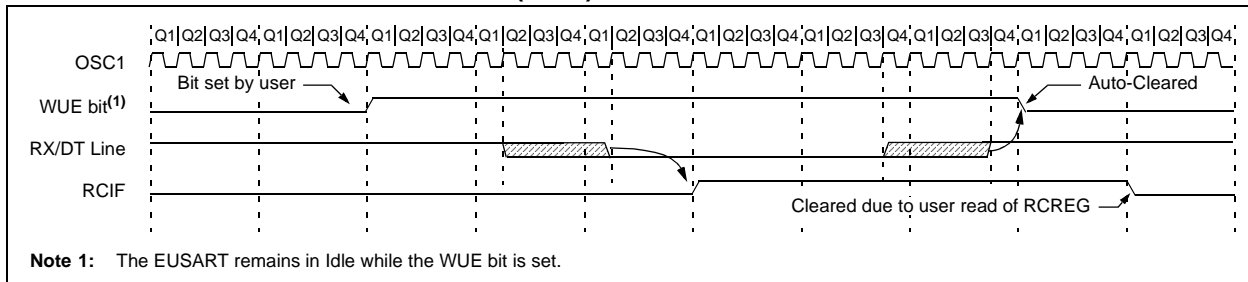 Q1 Q2 Q3 Q4 Q1 Q2 Q3 Q4 Q1 Q2 Q3 Q4 Q1 Q2 Q3 Q4 Q1 Q2 Q3 Q4 Q1 Q2 Q3 Q4 Q1 Q2 Q3 Q4 Q1 Q2 Q3 Q4 Q1 Q2 Q3 Q4 Q1 Q2 Q3 Q4
OSC1
Bit set by user
Auto-Cleared
WUE bit(1)
RX/DT Line
RCIF
Cleared due to user read of RCREG
Note 1: The EUSART remains in Idle while the WUE bit is set.